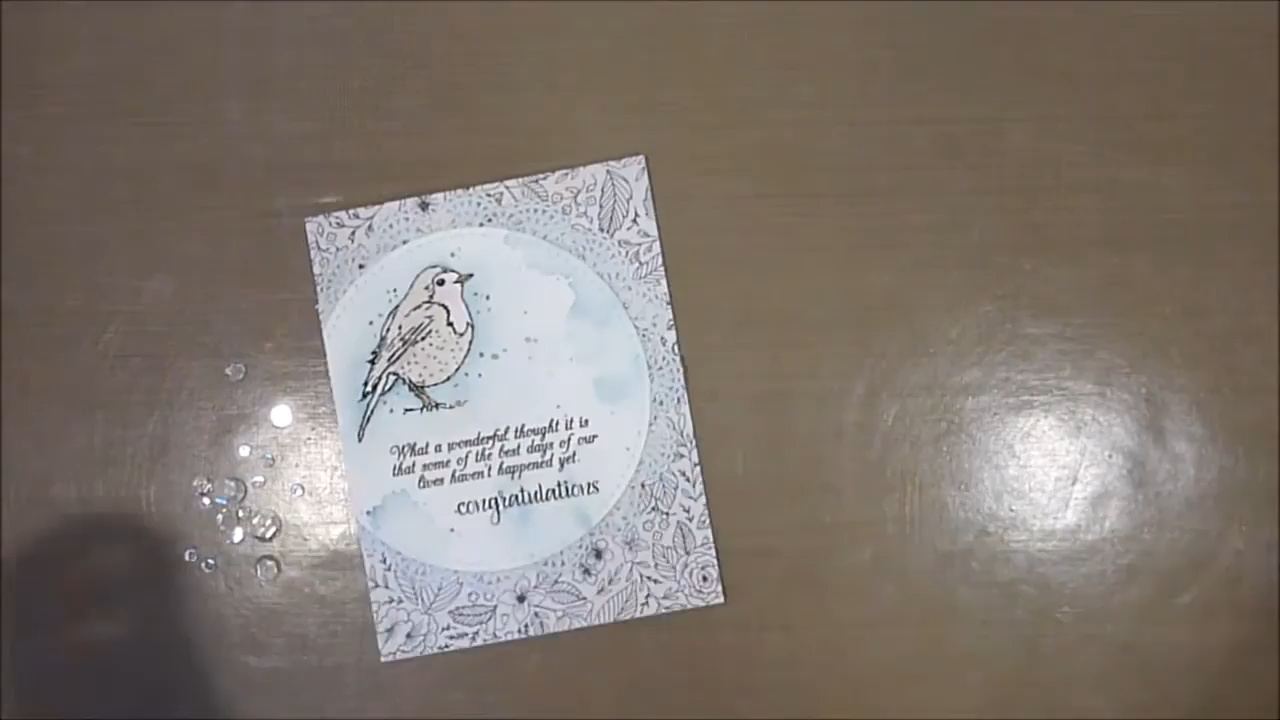 What a wonderful thought it is
that some of the best days of our
lives haven't happened yet.
congratulations